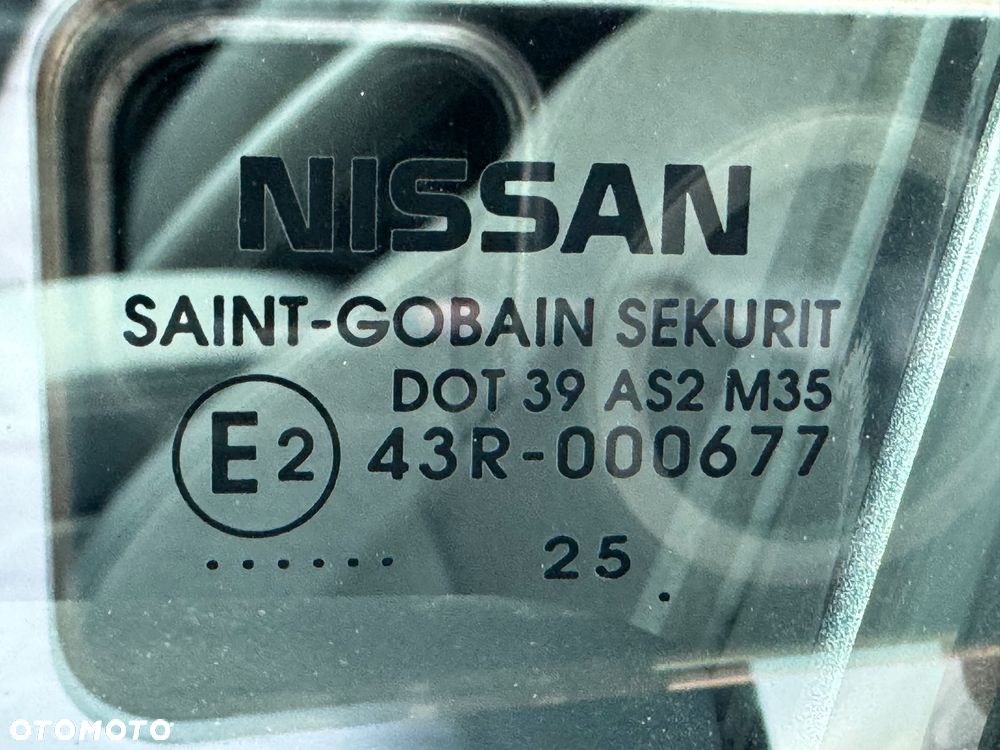 NISSAN
SAINT-GOBAIN SEKURIT
DOT 39 AS2 M35
E2 43R-000677
...... 25 .
OTOMOTO